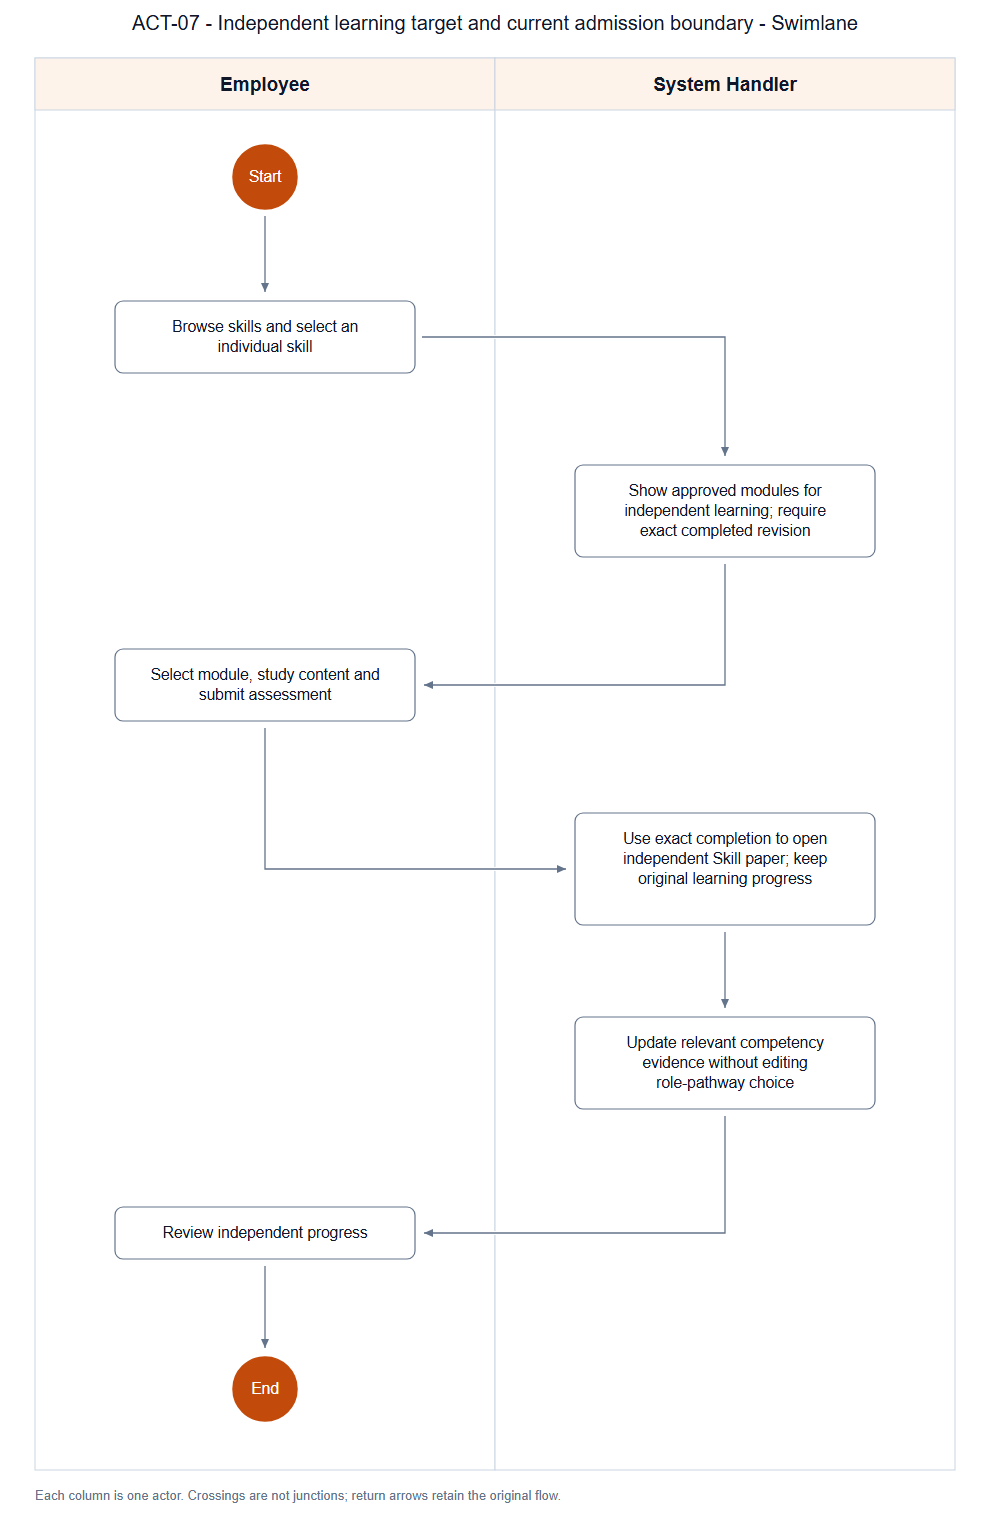 ACT-07 - Independent learning target and current admission boundary - Swimlane
Employee
System Handler
Start
Browse skills and select an
individual skill
Show approved modules for
independent learning; require
exact completed revision
Select module, study content and
submit assessment
Use exact completion to open
independent Skill paper; keep
original learning progress
Update relevant competency
evidence without editing
role-pathway choice
Review independent progress
End
Each column is one actor. Crossings are not junctions; return arrows retain the original flow.